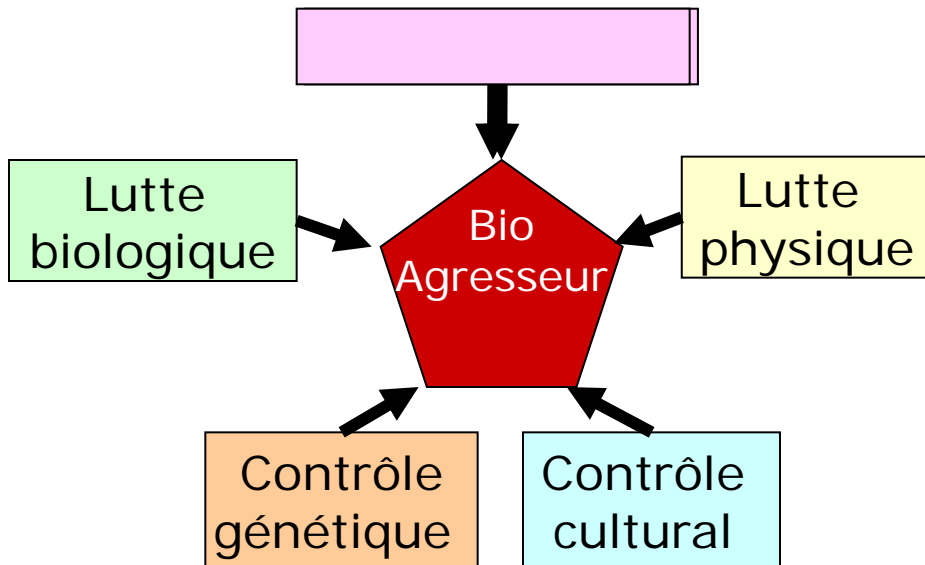 Lutte
biologique
Bio
Agresseur
Lutte
physique
Contrôle
génétique
Contrôle
cultural